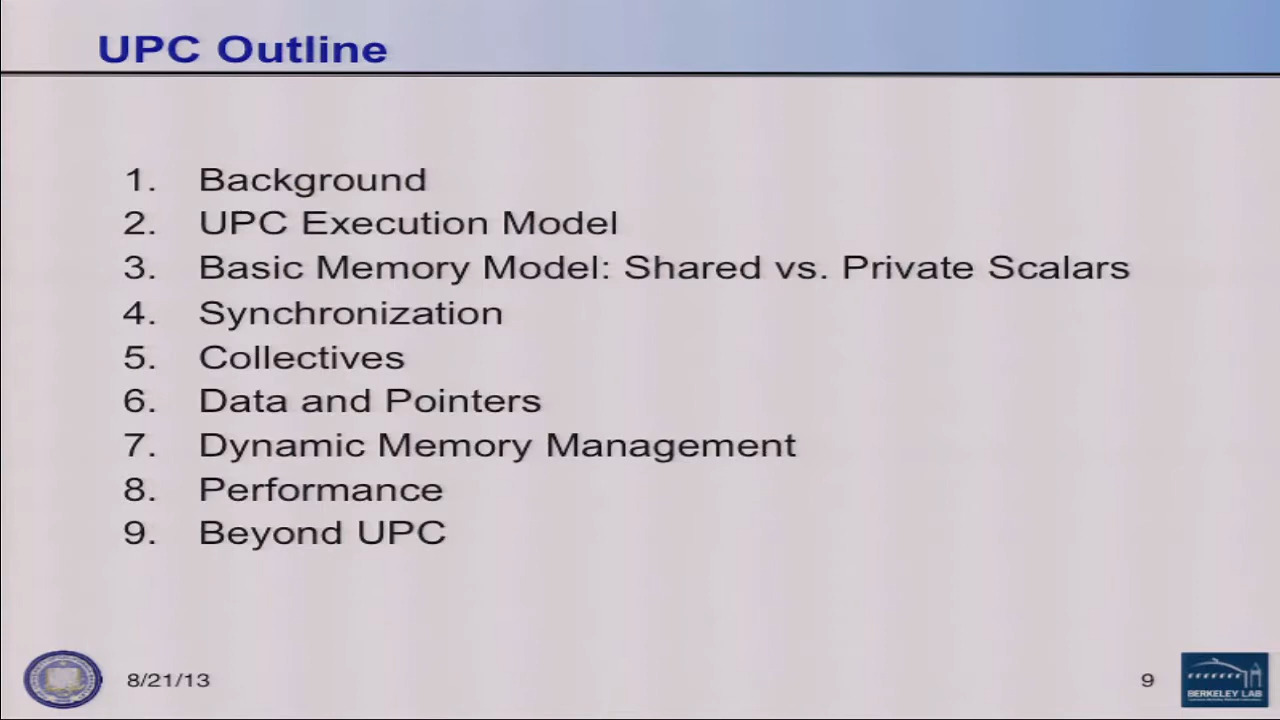 UPC Outline
1. Background
2. UPC Execution Model
3. Basic Memory Model: Shared vs. Private Scalars
4. Synchronization
5. Collectives
6. Data and Pointers
7. Dynamic Memory Management
8. Performance
9. Beyond UPC
8/21/13
9
BERKELEY LAB